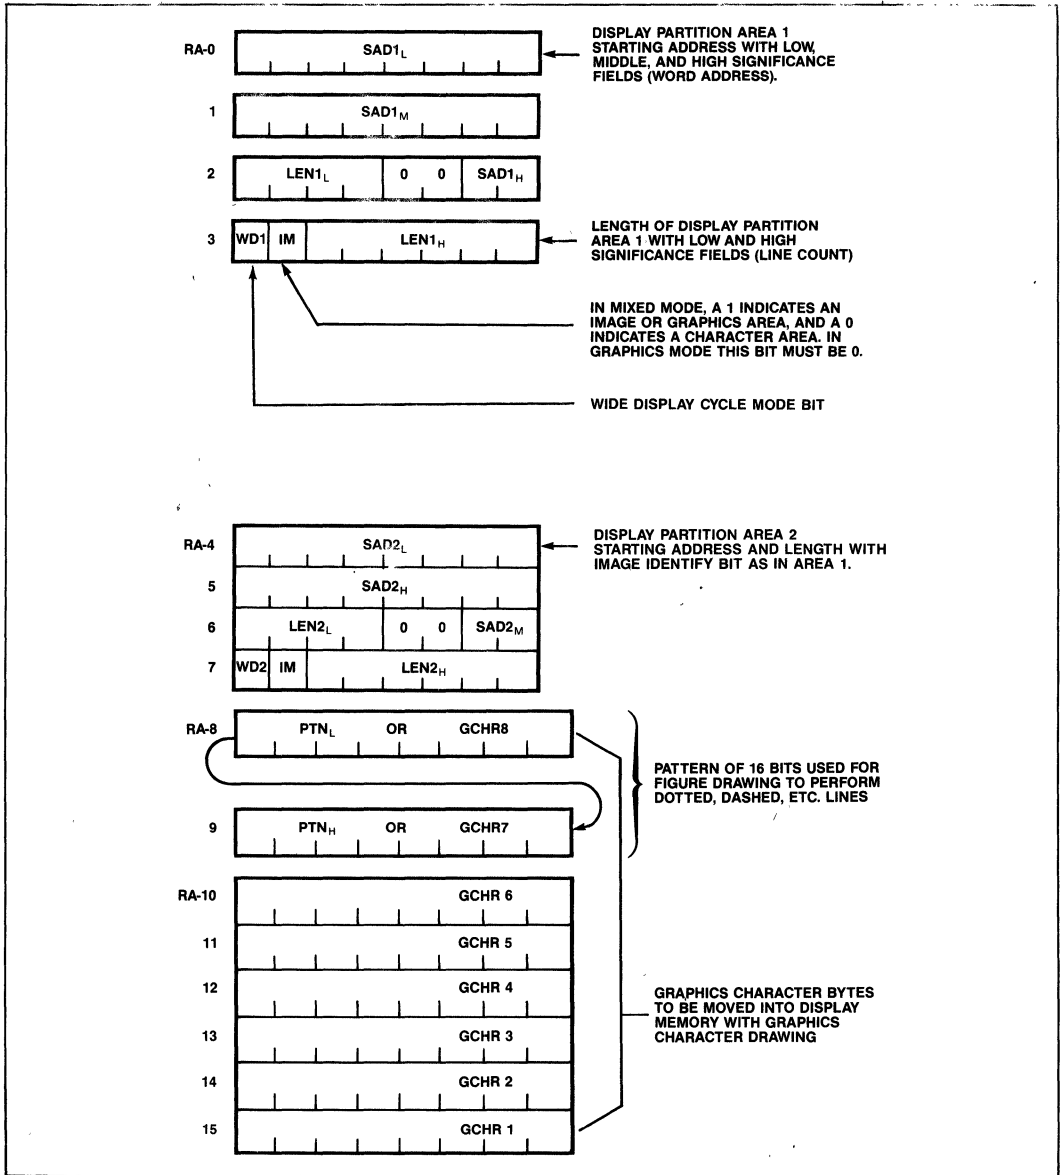 RA-0 SAD1L
DISPLAY PARTITION AREA 1
STARTING ADDRESS WITH LOW,
MIDDLE, AND HIGH SIGNIFICANCE
FIELDS (WORD ADDRESS).
1 SAD1M
2 LEN1L 0 0 SAD1H
3 WD1 IM LEN1H
LENGTH OF DISPLAY PARTITION
AREA 1 WITH LOW AND HIGH
SIGNIFICANCE FIELDS (LINE COUNT)
IN MIXED MODE, A 1 INDICATES AN
IMAGE OR GRAPHICS AREA, AND A 0
INDICATES A CHARACTER AREA. IN
GRAPHICS MODE THIS BIT MUST BE 0.
WIDE DISPLAY CYCLE MODE BIT
RA-4 SAD2L
DISPLAY PARTITION AREA 2
STARTING ADDRESS AND LENGTH WITH
IMAGE IDENTIFY BIT AS IN AREA 1.
5 SAD2H
6 LEN2L 0 0 SAD2M
7 WD2 IM LEN2H
RA-8 PTNL OR GCHR8
PATTERN OF 16 BITS USED FOR
FIGURE DRAWING TO PERFORM
DOTTED, DASHED, ETC. LINES
9 PTNH OR GCHR7
RA-10 GCHR 6
11 GCHR 5
12 GCHR 4
13 GCHR 3
14 GCHR 2
15 GCHR 1
GRAPHICS CHARACTER BYTES
TO BE MOVED INTO DISPLAY
MEMORY WITH GRAPHICS
CHARACTER DRAWING